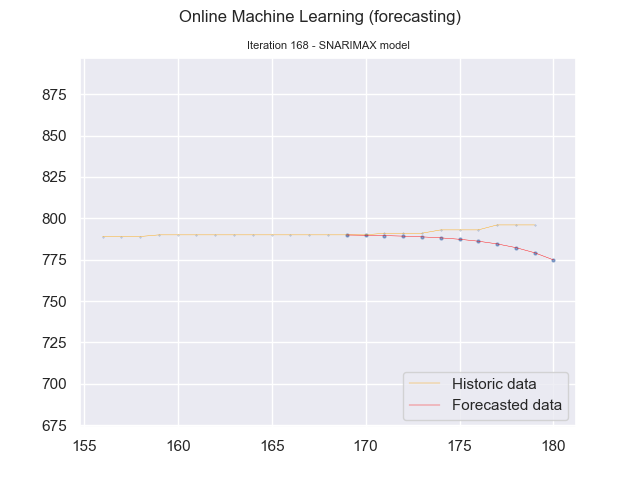 Online Machine Learning (forecasting)
Iteration 168 - SNARIMAX model
875
850
825
800
775
750
725
700
675
Historic data
Forecasted data
155 160 165 170 175 180